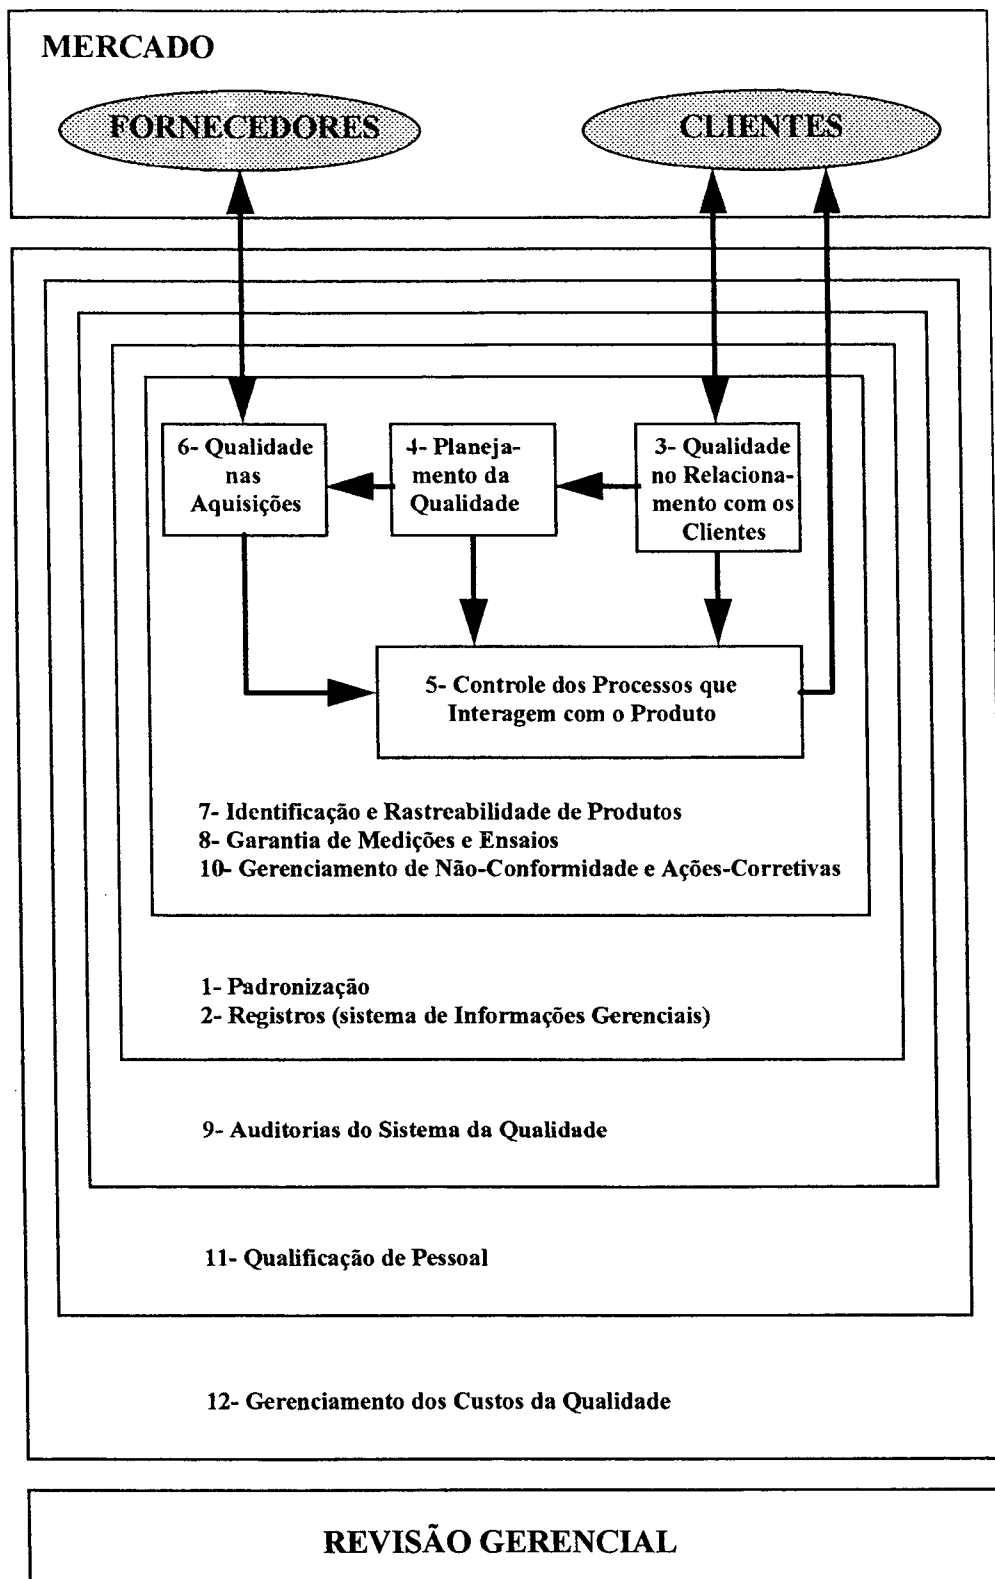 MERCADO
FORNECEDORES
CLIENTES
6- Qualidade
nas
Aquisições
4- Planeja-
mento da
Qualidade
3- Qualidade
no Relaciona-
mento com os
Clientes
5- Controle dos Processos que
Interagem com o Produto
7- Identificação e Rastreabilidade de Produtos
8- Garantia de Medições e Ensaios
10- Gerenciamento de Não-Conformidade e Ações-Corretivas
1- Padronização
2- Registros (sistema de Informações Gerenciais)
9- Auditorias do Sistema da Qualidade
11- Qualificação de Pessoal
12- Gerenciamento dos Custos da Qualidade
REVISÃO GERENCIAL